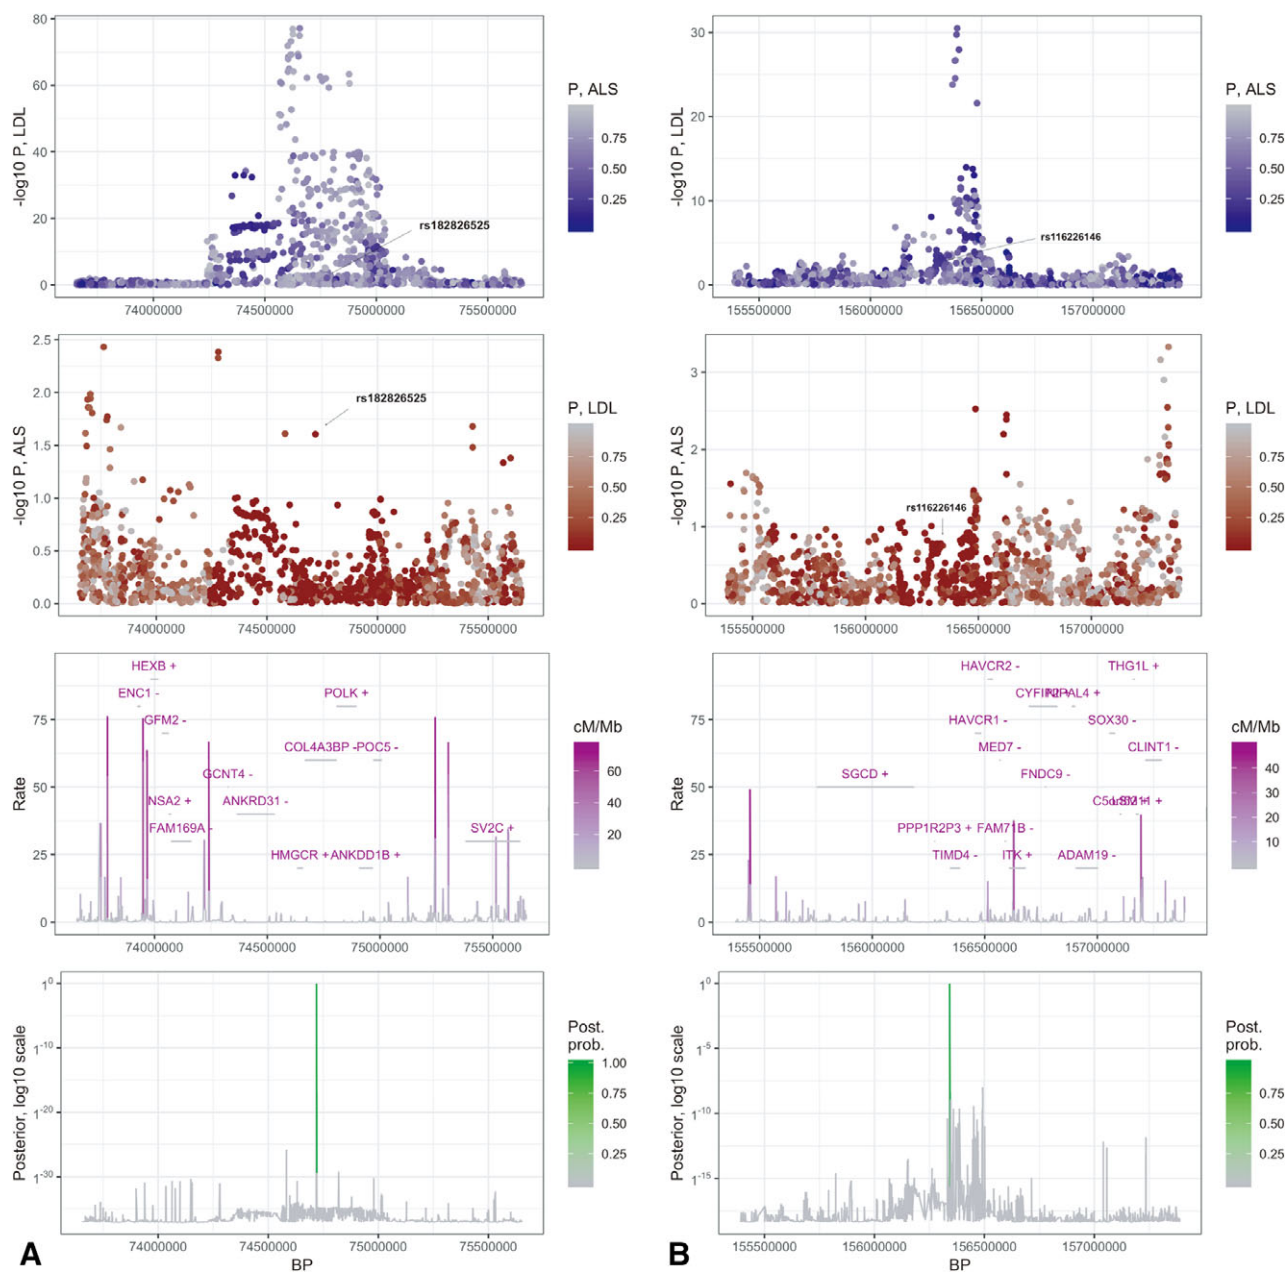 80
60
40
20
0
-log10 P, LDL
rs182826525
74000000 74500000 75000000 75500000
P, ALS
0.75
0.50
0.25
30
20
10
0
-log10 P, LDL
rs116226146
155500000 156000000 156500000 157000000
P, ALS
0.75
0.50
0.25
2.5
2.0
1.5
1.0
0.5
0.0
-log10 P, ALS
rs182826525
74000000 74500000 75000000 75500000
P, LDL
0.75
0.50
0.25
3
2
1
0
-log10 P, ALS
rs116226146
155500000 156000000 156500000 157000000
P, LDL
0.75
0.50
0.25
75
50
25
0
Rate
HEXB +
ENC1 -
POLK +
GFM2 -
COL4A3BP -
POC5 -
GCNT4 -
NSA2 +
ANKRD31 -
FAM169A -
SV2C +
HMGCR +
ANKDD1B +
74000000 74500000 75000000 75500000
cM/Mb
60
40
20
75
50
25
0
Rate
HAVCR2 -
THG1L +
NIPAL4 +
HAVCR1 -
SOX30 -
MED7 -
CLINT1 -
SGCD +
FNDC9 -
PPP1R2P3 +
FAM71B -
TIMD4 -
ITK +
ADAM19 -
155500000 156000000 156500000 157000000
cM/Mb
40
30
20
10
1^0
1^-10
1^-20
1^-30
Posterior, log10 scale
74000000 74500000 75000000 75500000
BP
Post.
prob.
1.00
0.75
0.50
0.25
A
1^0
1^-5
1^-10
1^-15
Posterior, log10 scale
155500000 156000000 156500000 157000000
BP
Post.
prob.
0.75
0.50
0.25
B